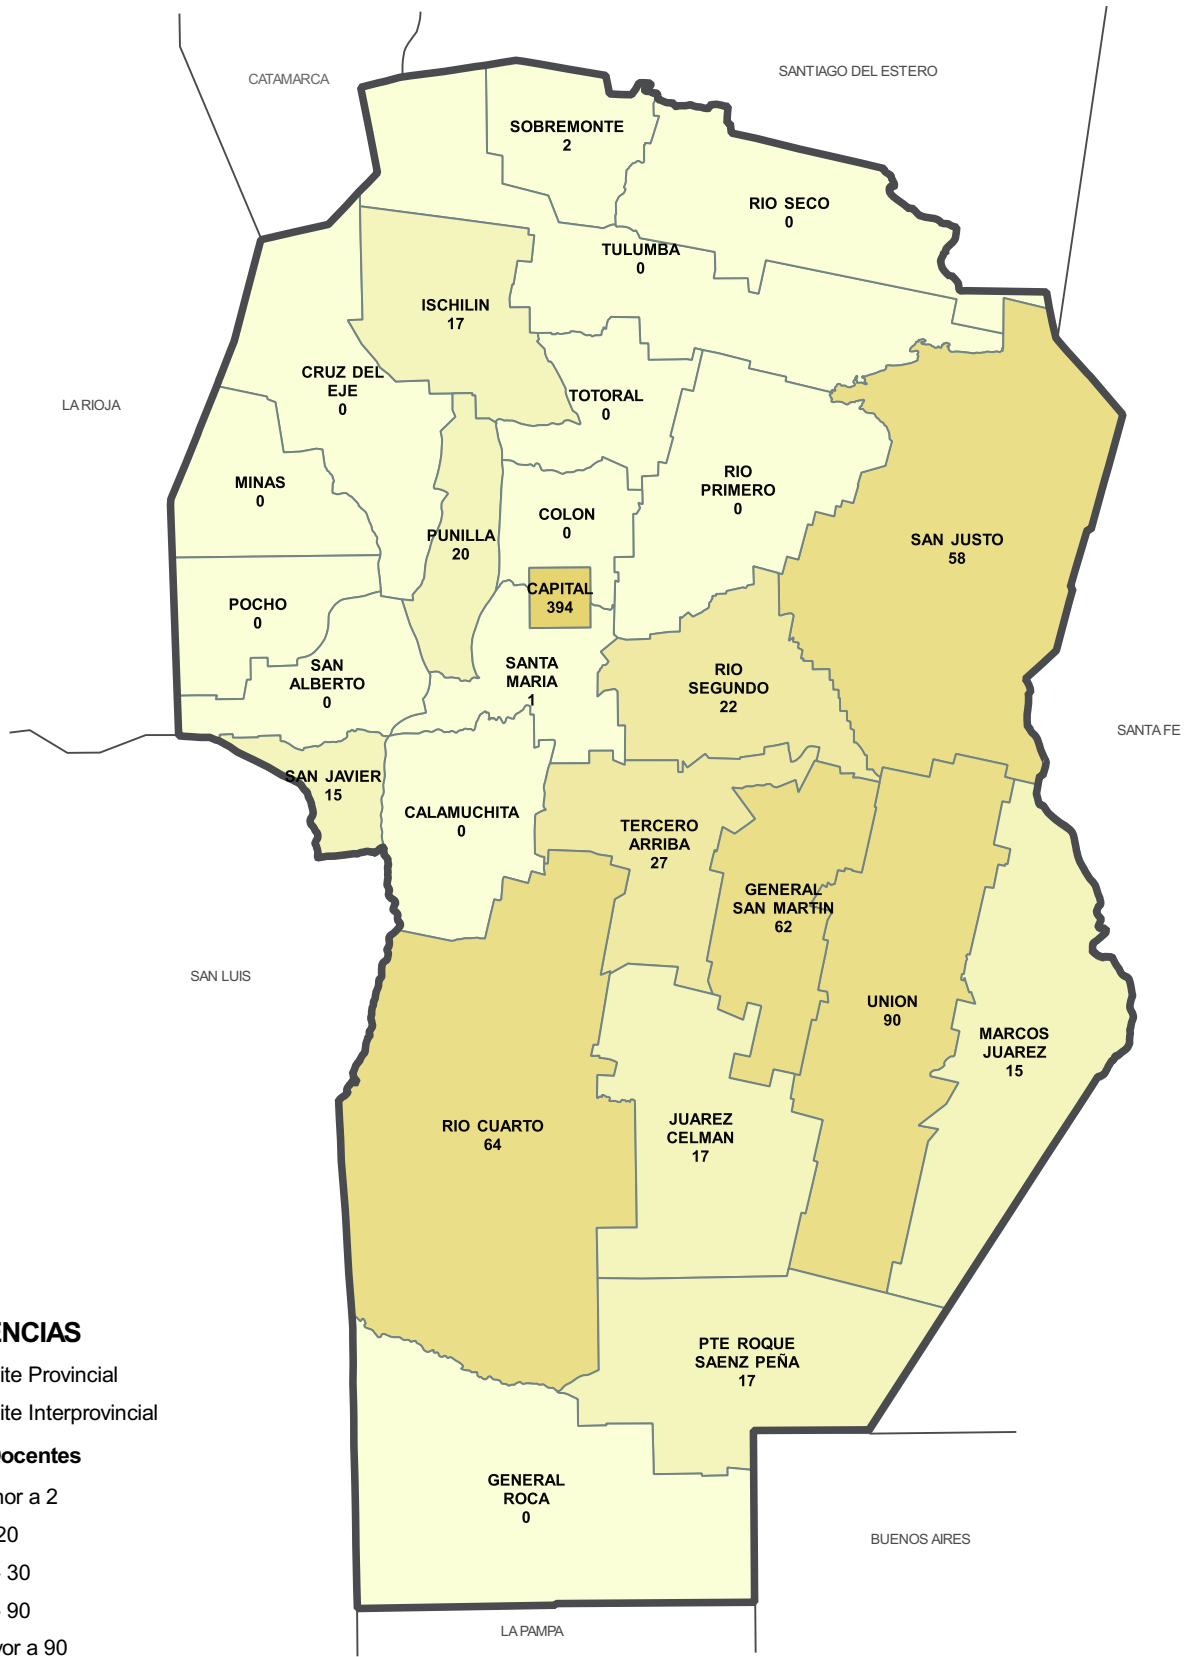 CATAMARCA
SANTIAGO DEL ESTERO
SOBREMONTE
2
RIO SECO
0
TULUMBA
0
ISCHILIN
17
CRUZ DEL
EJE
0
TOTORAL
0
LA RIOJA
MINAS
0
RIO
PRIMERO
0
COLON
0
PUNILLA
20
SAN JUSTO
58
CAPITAL
394
POCHO
0
SAN
ALBERTO
0
SANTA
MARIA
1
RIO
SEGUNDO
22
SANTA FE
SAN JAVIER
15
CALAMUCHITA
0
TERCERO
ARRIBA
27
GENERAL
SAN MARTIN
62
SAN LUIS
UNION
90
MARCOS
JUAREZ
15
RIO CUARTO
64
JUAREZ
CELMAN
17
PTE ROQUE
SAENZ PEÑA
17
GENERAL
ROCA
0
BUENOS AIRES
LA PAMPA
ENCIAS
ite Provincial
ite Interprovincial
Docentes
nor a 2
20
- 30
- 90
yor a 90